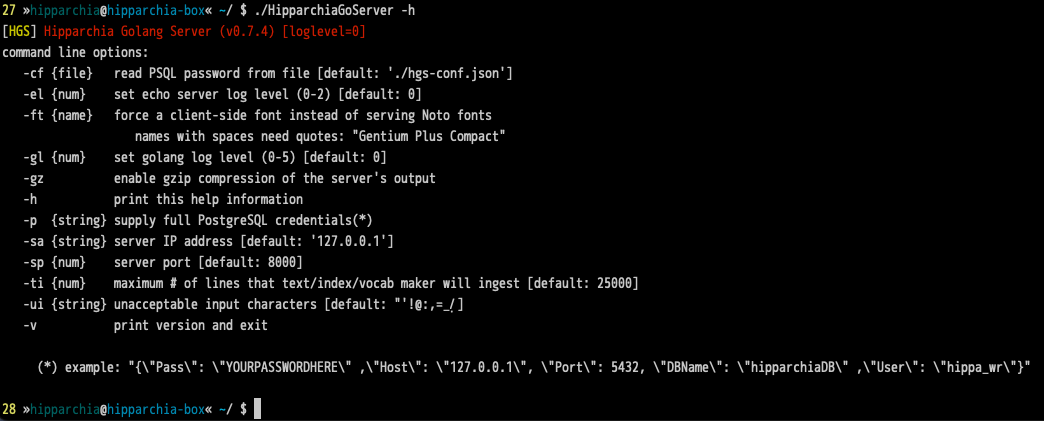 27 »hipparchia@hipparchia-box« ~/ $ ./HipparchiaGoServer -h
[HGS] Hipparchia Golang Server (v0.7.4) [loglevel=0]
command line options:
   -cf {file}   read PSQL password from file [default: './hgs-conf.json']
   -el {num}    set echo server log level (0-2) [default: 0]
   -ft {name}   force a client-side font instead of serving Noto fonts
                   names with spaces need quotes: "Gentium Plus Compact"
   -gl {num}    set golang log level (0-5) [default: 0]
   -gz          enable gzip compression of the server's output
   -h           print this help information
   -p  {string} supply full PostgreSQL credentials(*)
   -sa {string} server IP address [default: '127.0.0.1']
   -sp {num}    server port [default: 8000]
   -ti {num}    maximum # of lines that text/index/vocab maker will ingest [default: 25000]
   -ui {string} unacceptable input characters [default: "'!@:,=_/]
   -v           print version and exit
     (*) example: "{\"Pass\": \"YOURPASSWORDHERE\" ,\"Host\": \"127.0.0.1\", \"Port\": 5432, \"DBName\": \"hipparchiaDB\" ,\"User\": \"hippa_wr\"}"
28 »hipparchia@hipparchia-box« ~/ $